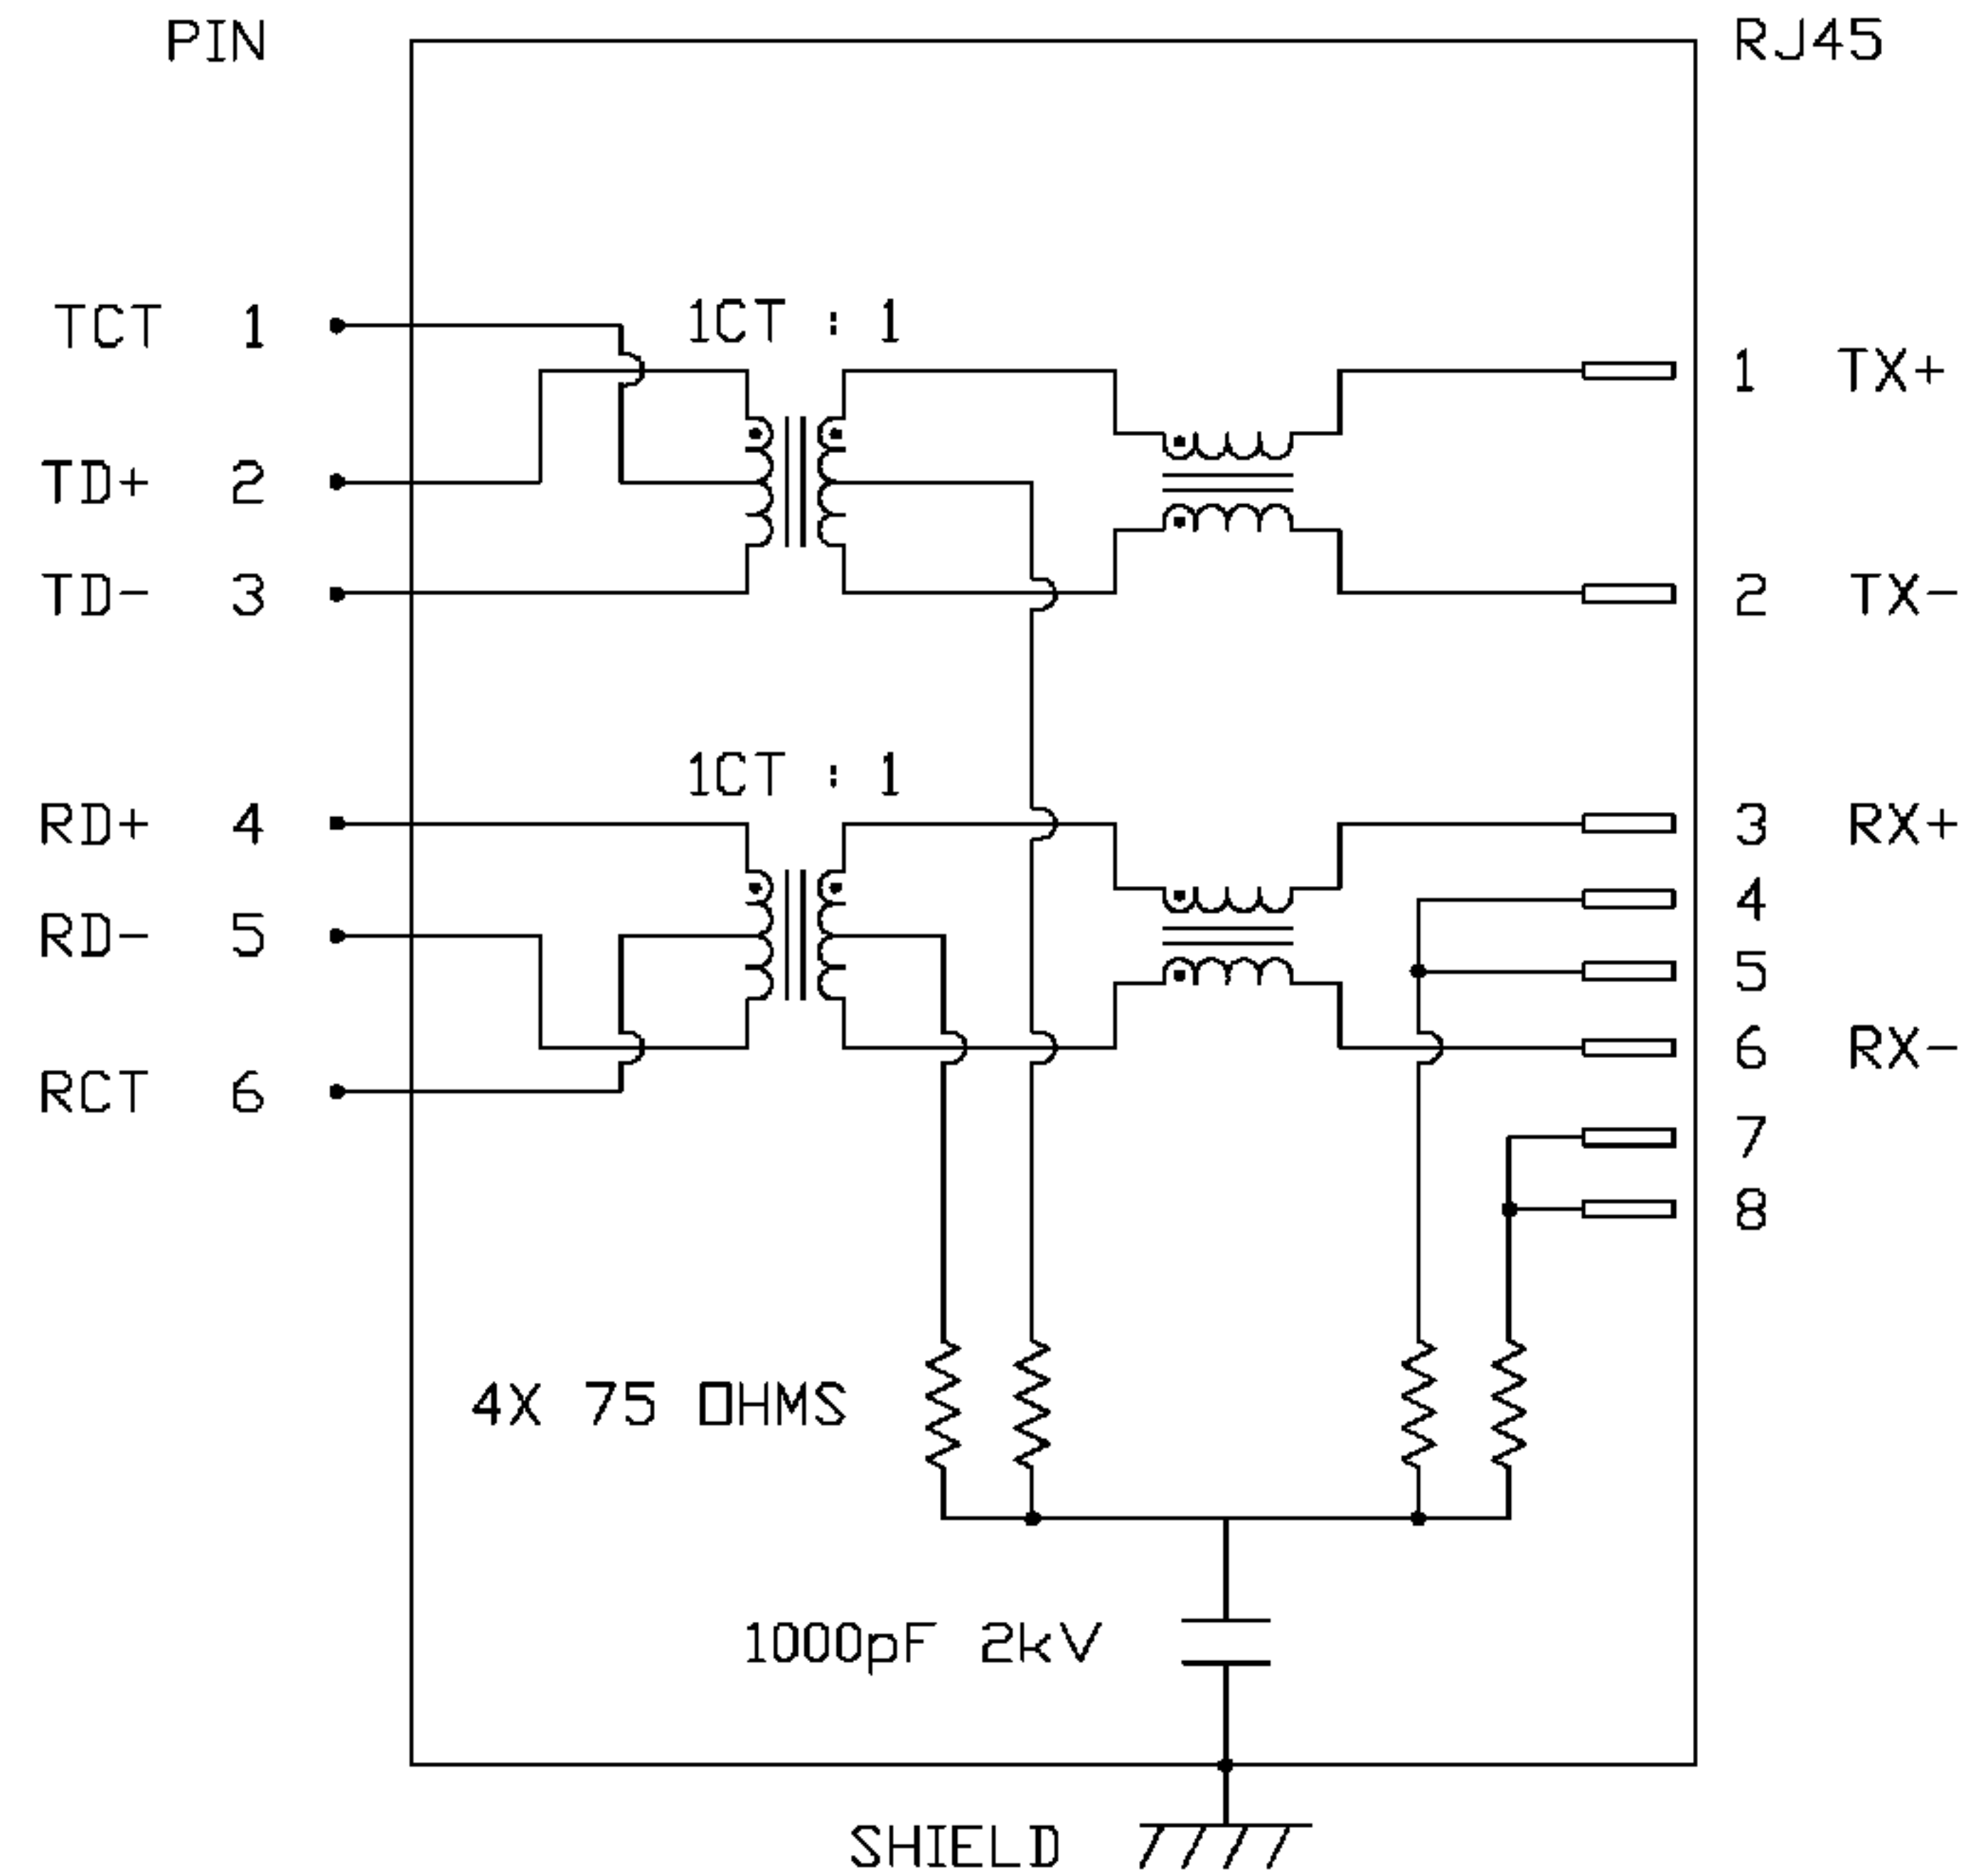 PIN RJ45
TCT 1 1CT : 1
1 TX+
TD+ 2
TD- 3 2 TX-
1CT : 1
RD+ 4 3 RX+
4
RD- 5
5
6 RX-
RCT 6
7
8
4X 75 OHMS
1000pF 2kV
SHIELD